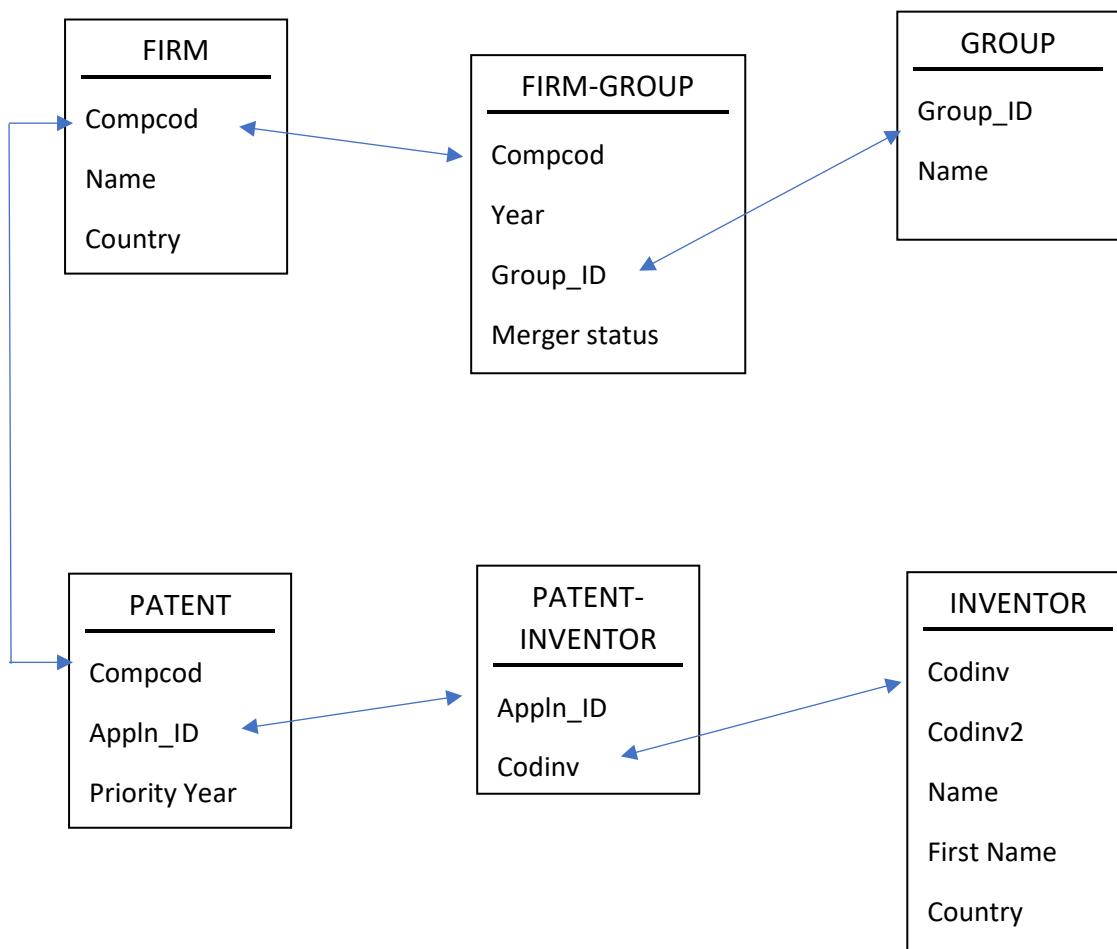 FIRM
Compcod
Name
Country
FIRM-GROUP
Compcod
Year
Group_ID
Merger status
GROUP
Group_ID
Name
PATENT
Compcod
Appln_ID
Priority Year
PATENT-
INVENTOR
Appln_ID
Codinv
INVENTOR
Codinv
Codinv2
Name
First Name
Country